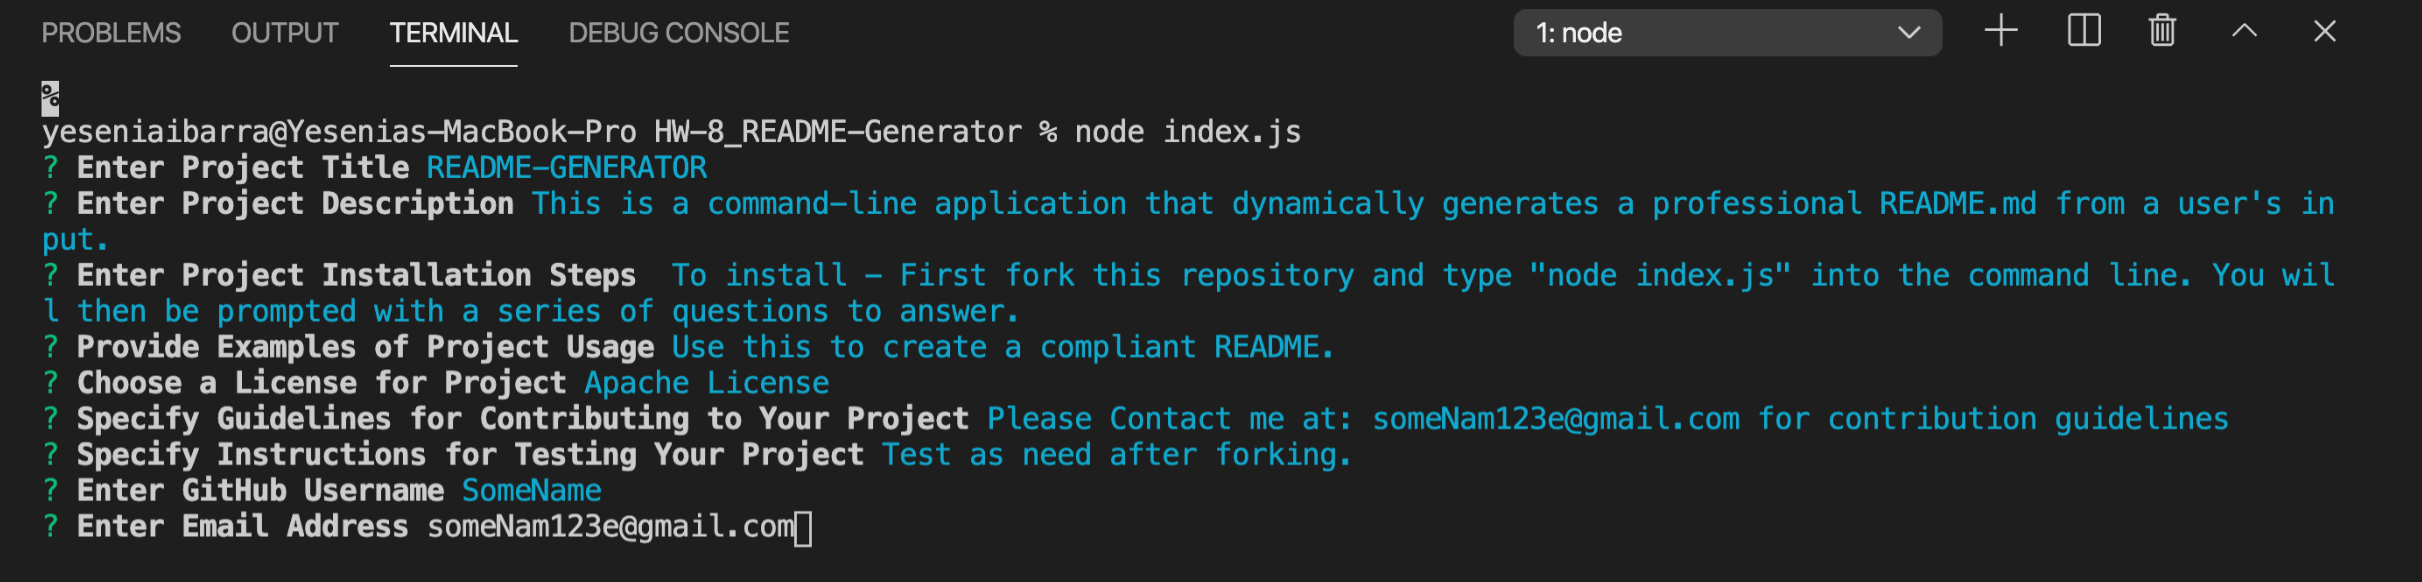 PROBLEMS OUTPUT TERMINAL DEBUG CONSOLE 1: node
%
yeseniaibarra@Yesenias-MacBook-Pro HW-8_README-Generator % node index.js
? Enter Project Title README-GENERATOR
? Enter Project Description This is a command-line application that dynamically generates a professional README.md from a user's in
put.
? Enter Project Installation Steps  To install - First fork this repository and type "node index.js" into the command line. You wil
l then be prompted with a series of questions to answer.
? Provide Examples of Project Usage Use this to create a compliant README.
? Choose a License for Project Apache License
? Specify Guidelines for Contributing to Your Project Please Contact me at: someNam123e@gmail.com for contribution guidelines
? Specify Instructions for Testing Your Project Test as need after forking.
? Enter GitHub Username SomeName
? Enter Email Address someNam123e@gmail.com